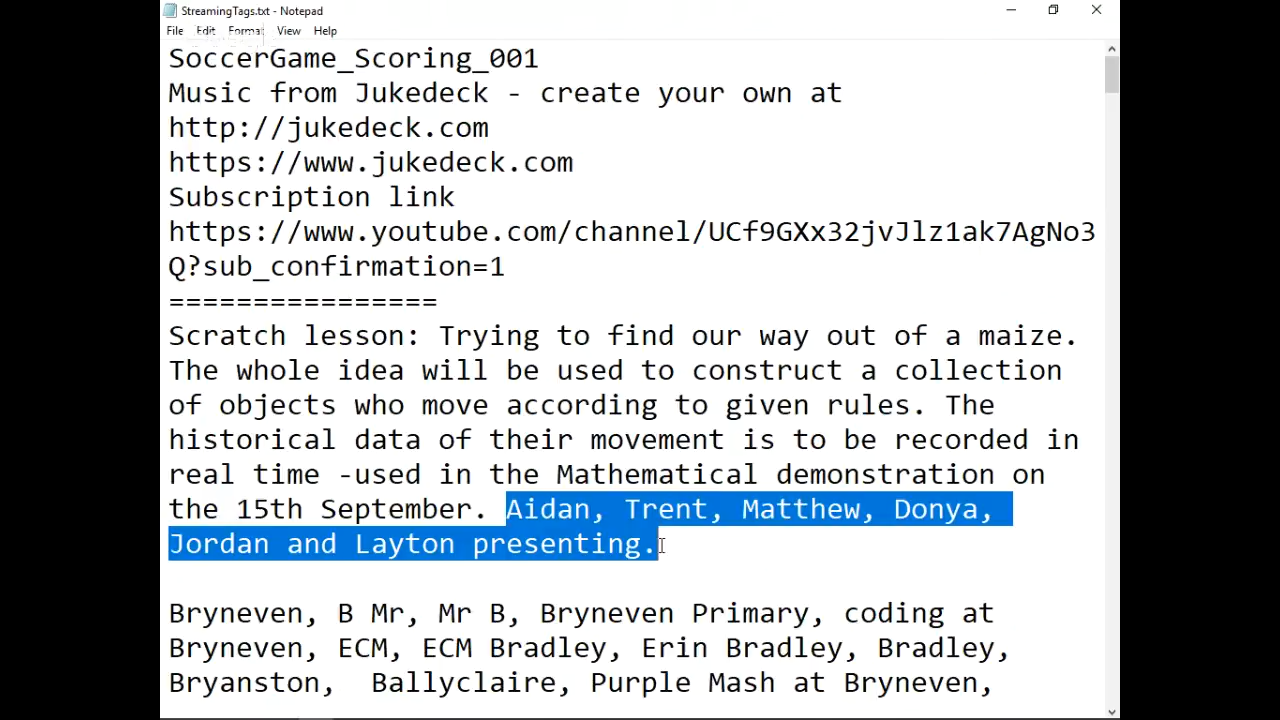 StreamingTags.txt - Notepad
File Edit Format View Help
SoccerGame_Scoring_001
Music from Jukedeck - create your own at
http://jukedeck.com
https://www.jukedeck.com
Subscription link
https://www.youtube.com/channel/UCf9GXx32jvJlz1ak7AgNo3
Q?sub_confirmation=1
================
Scratch lesson: Trying to find our way out of a maize.
The whole idea will be used to construct a collection
of objects who move according to given rules. The
historical data of their movement is to be recorded in
real time -used in the Mathematical demonstration on
the 15th September. Aidan, Trent, Matthew, Donya,
Jordan and Layton presenting.
Bryneven, B Mr, Mr B, Bryneven Primary, coding at
Bryneven, ECM, ECM Bradley, Erin Bradley, Bradley,
Bryanston,  Ballyclaire, Purple Mash at Bryneven,